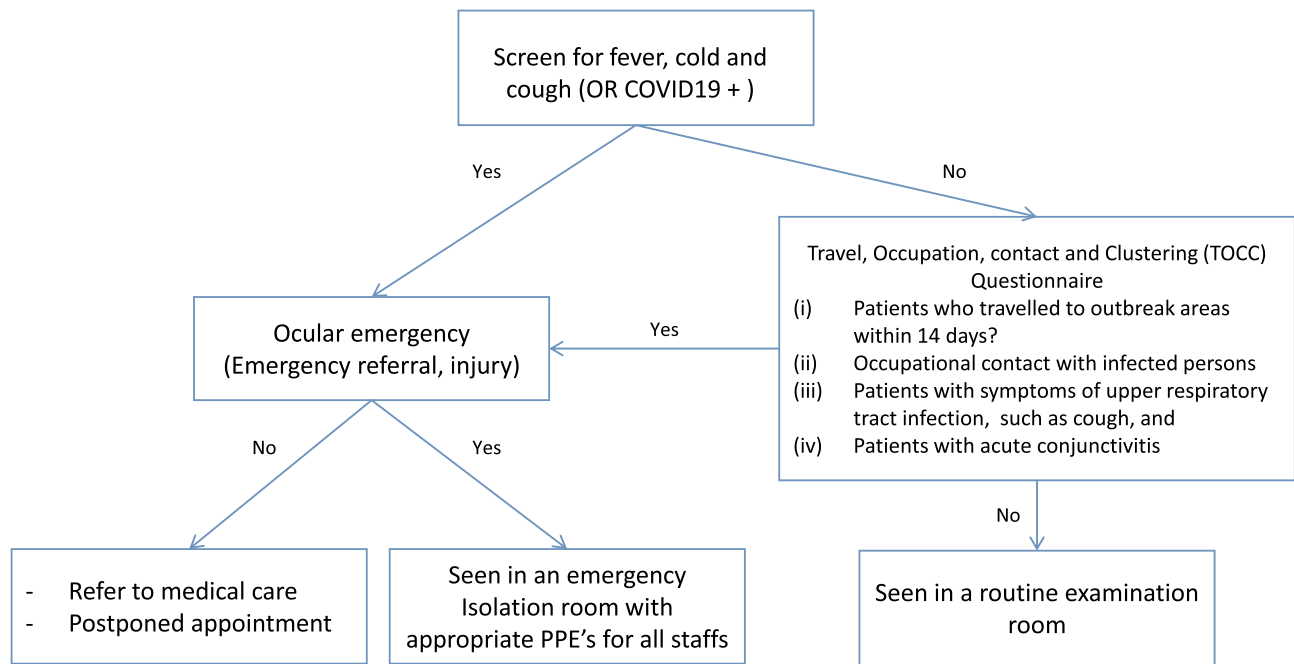 Screen for fever, cold and
cough (OR COVID19 + )
Yes
No
Travel, Occupation, contact and Clustering (TOCC)
Questionnaire
(i) Patients who travelled to outbreak areas
within 14 days?
(ii) Occupational contact with infected persons
(iii) Patients with symptoms of upper respiratory
tract infection, such as cough, and
(iv) Patients with acute conjunctivitis
Yes
Ocular emergency
(Emergency referral, injury)
No
Yes
No
- Refer to medical care
- Postponed appointment
Seen in an emergency
Isolation room with
appropriate PPE's for all staffs
Seen in a routine examination
room